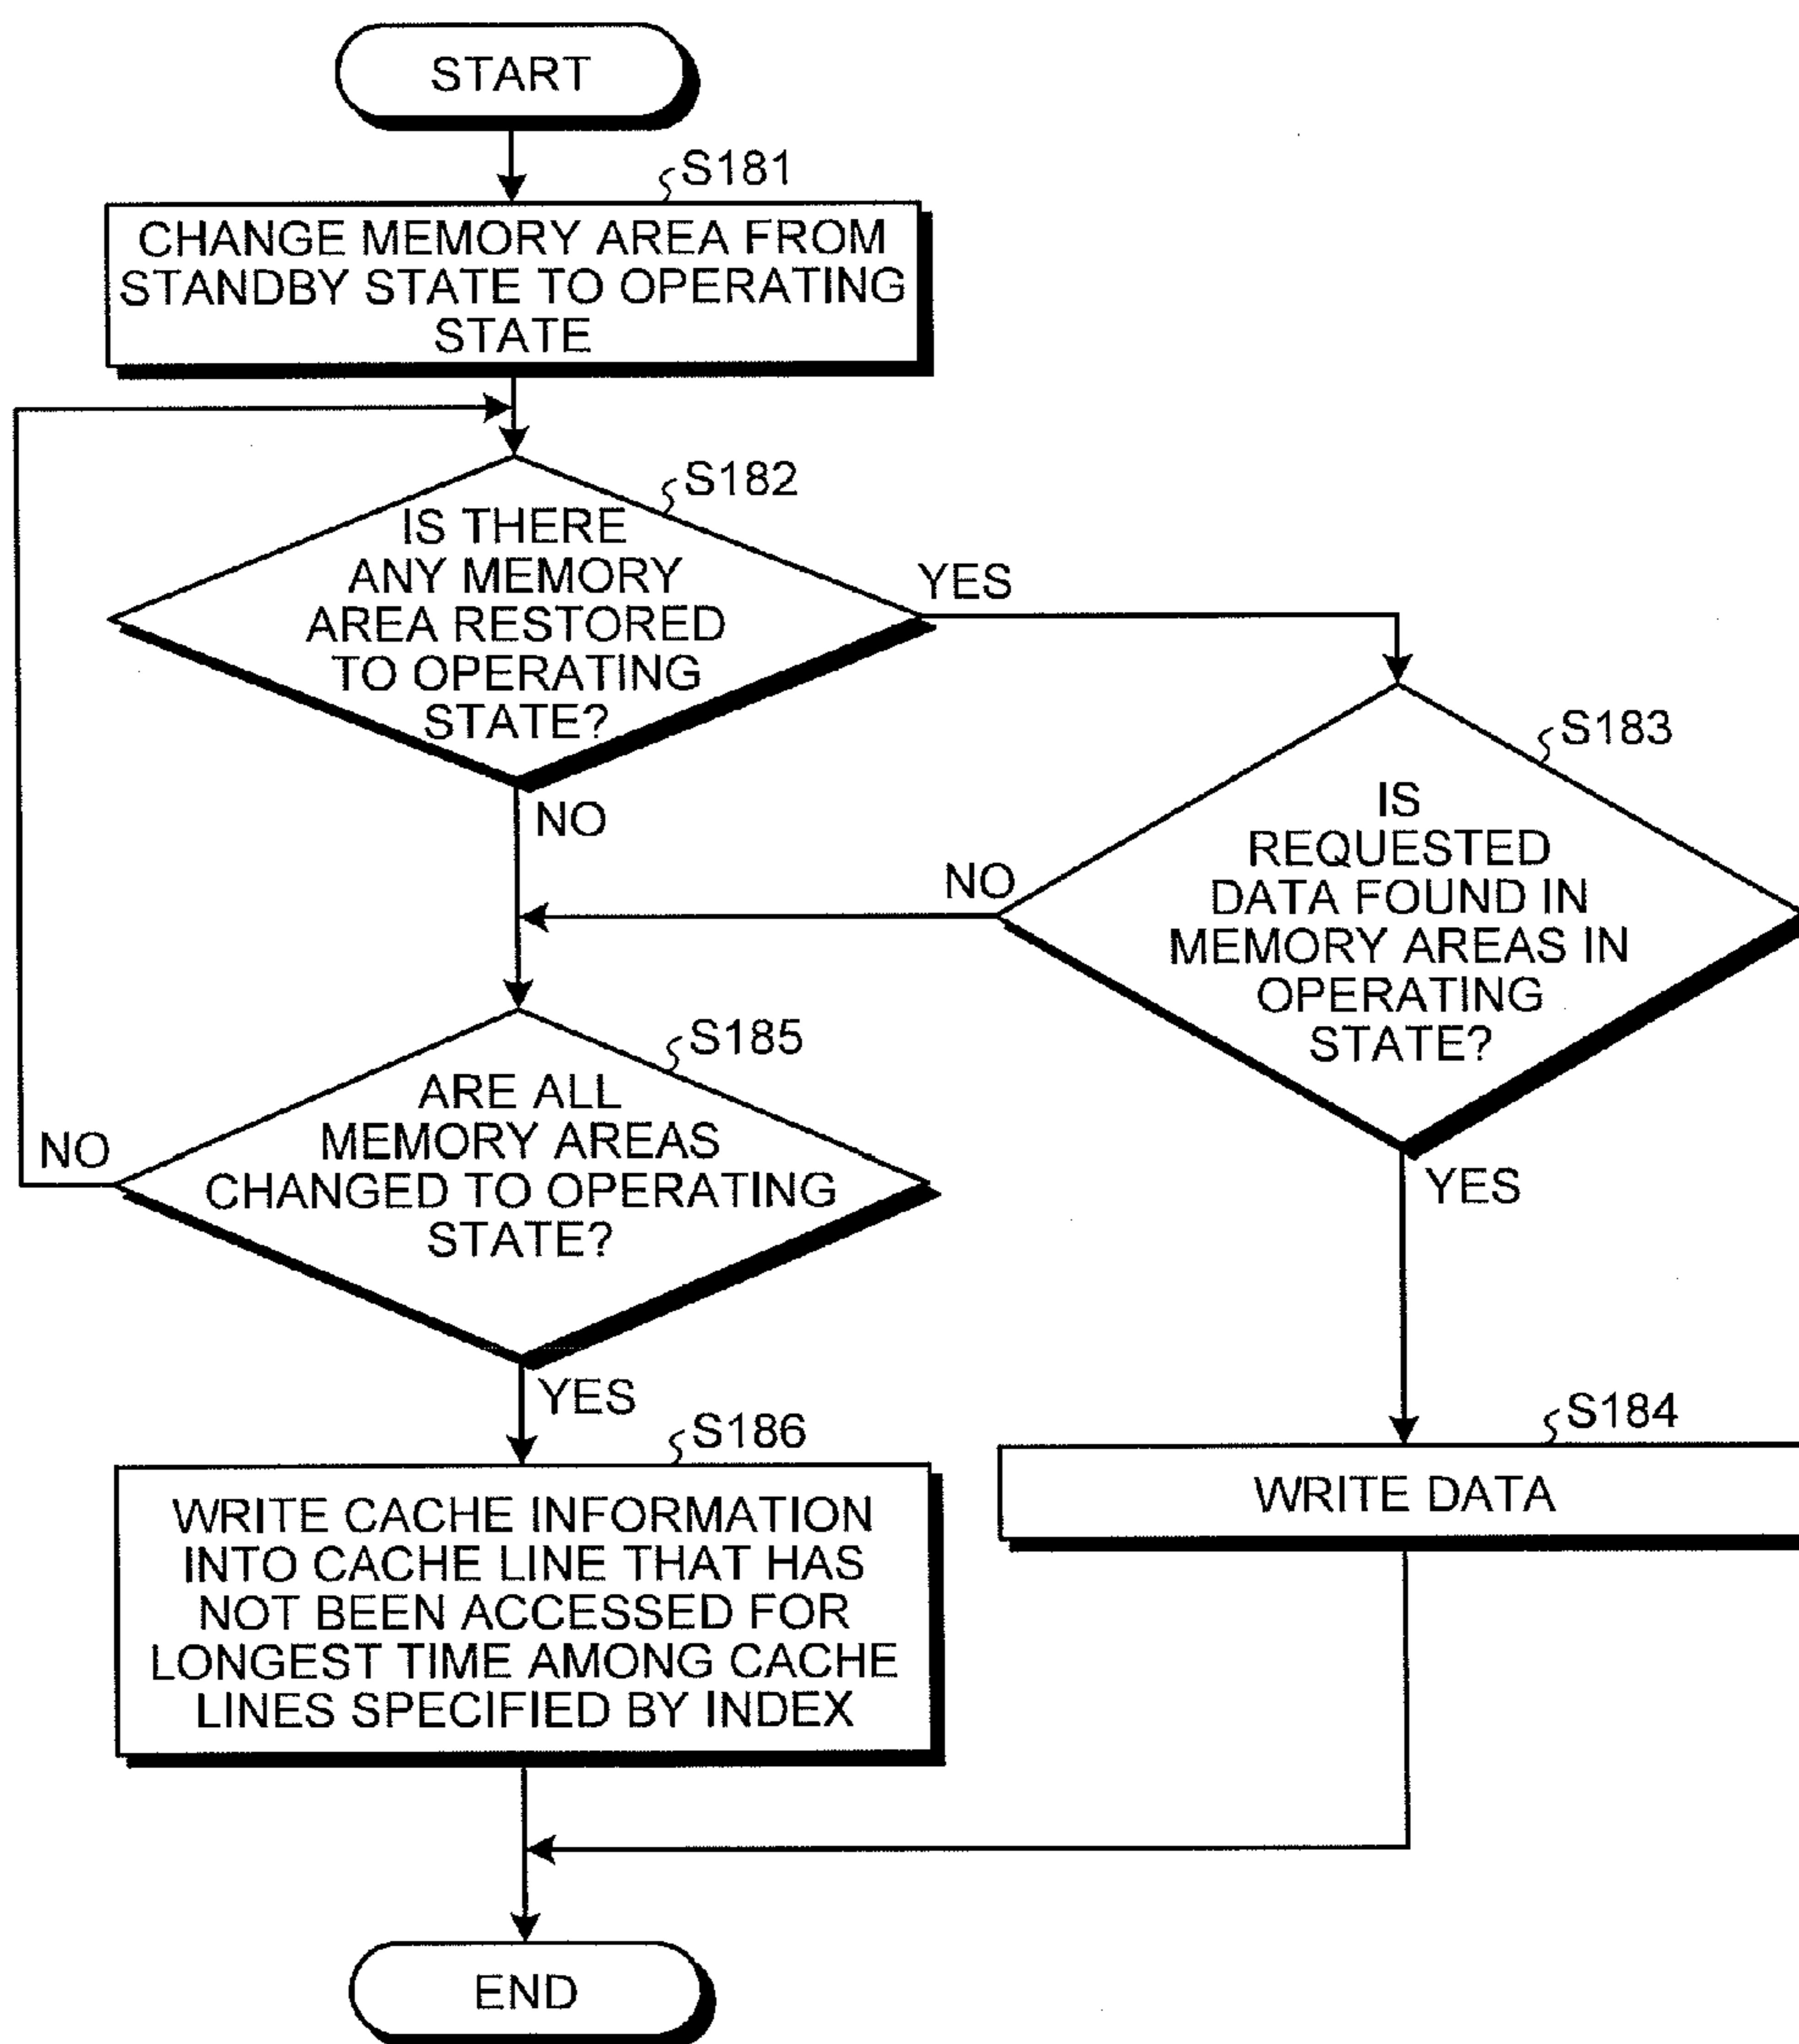 START
S181
CHANGE MEMORY AREA FROM
STANDBY STATE TO OPERATING
STATE
S182
IS THERE
ANY MEMORY
AREA RESTORED
TO OPERATING
STATE?
YES
NO
S183
IS
REQUESTED
DATA FOUND IN
MEMORY AREAS IN
OPERATING
STATE?
NO
YES
S185
ARE ALL
MEMORY AREAS
CHANGED TO OPERATING
STATE?
NO
YES
S184
WRITE DATA
S186
WRITE CACHE INFORMATION
INTO CACHE LINE THAT HAS
NOT BEEN ACCESSED FOR
LONGEST TIME AMONG CACHE
LINES SPECIFIED BY INDEX
END